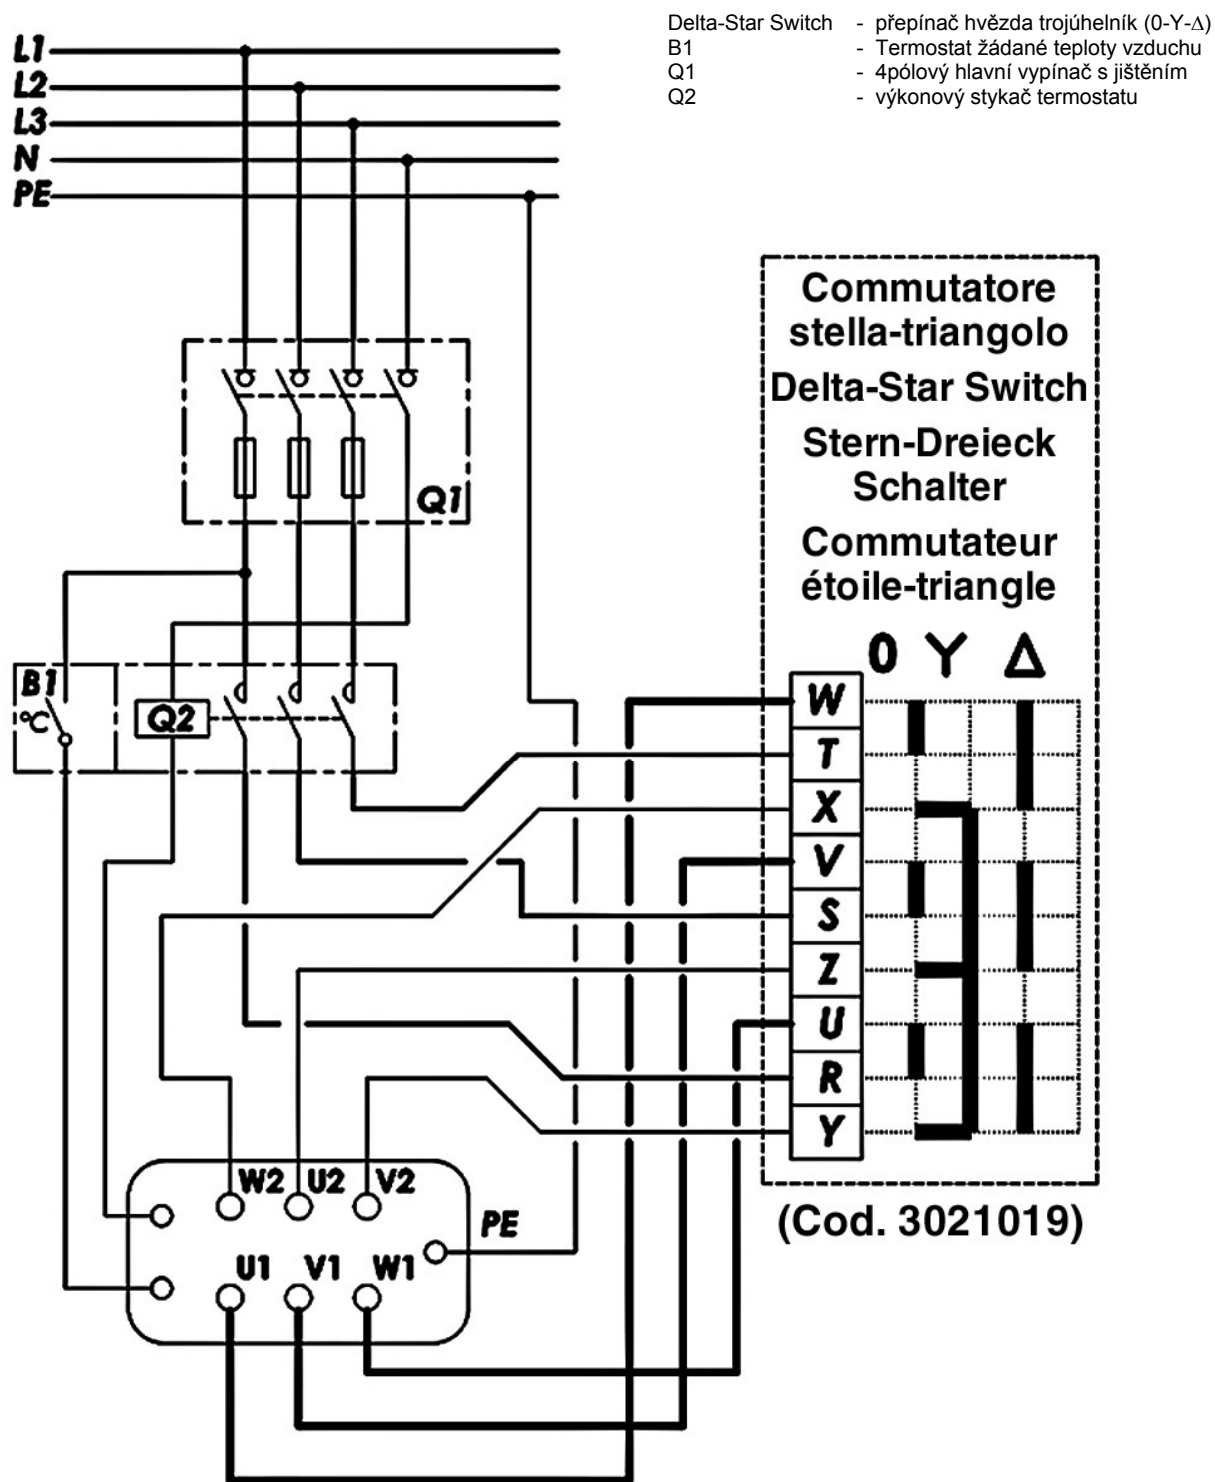 Delta-Star Switch - přepínač hvězda trojúhelník (0-Y-Δ)
B1 - Termostat žádané teploty vzduchu
Q1 - 4pólový hlavní vypínač s jištěním
Q2 - výkonový stykač termostatu
L1
L2
L3
N
PE
Commutatore
stella-triangolo
Delta-Star Switch
Stern-Dreieck
Schalter
Commutateur
étoile-triangle
Q1
0 Y Δ
B1
°C
Q2
W
T
X
V
S
Z
U
R
Y
W2 U2 V2
PE
U1 V1 W1
(Cod. 3021019)